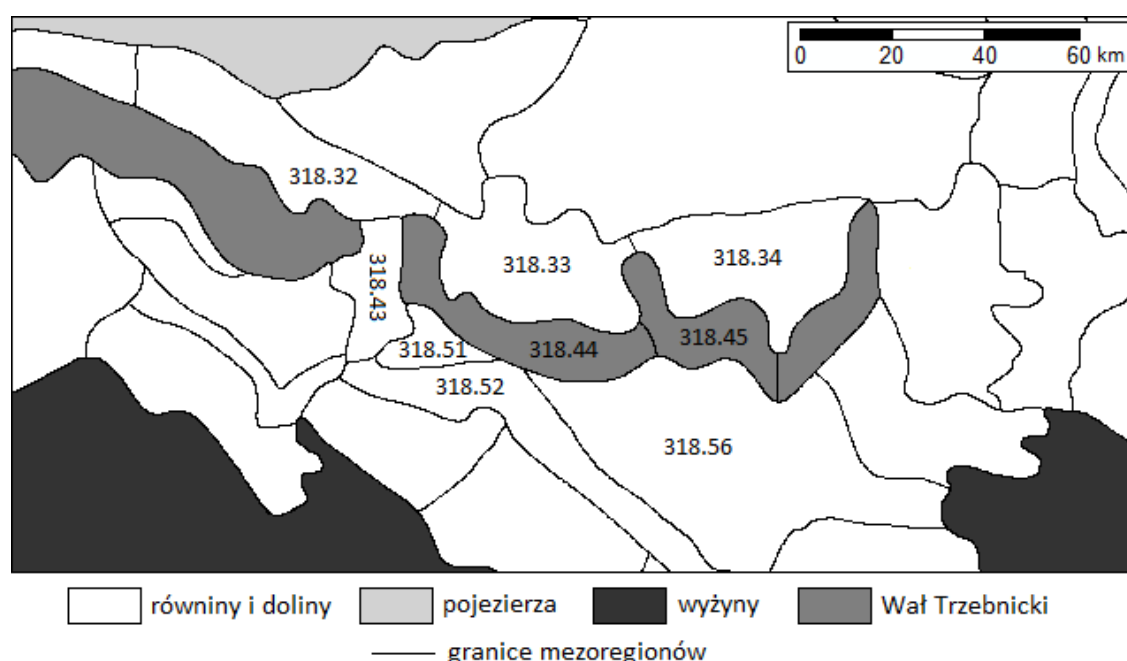 0 20 40 60 km
318.32
318.33
318.34
318.43
318.51
318.44
318.45
318.52
318.56
równiny i doliny
pojezierza
wyżyny
Wał Trzebnicki
granice mezoregionów